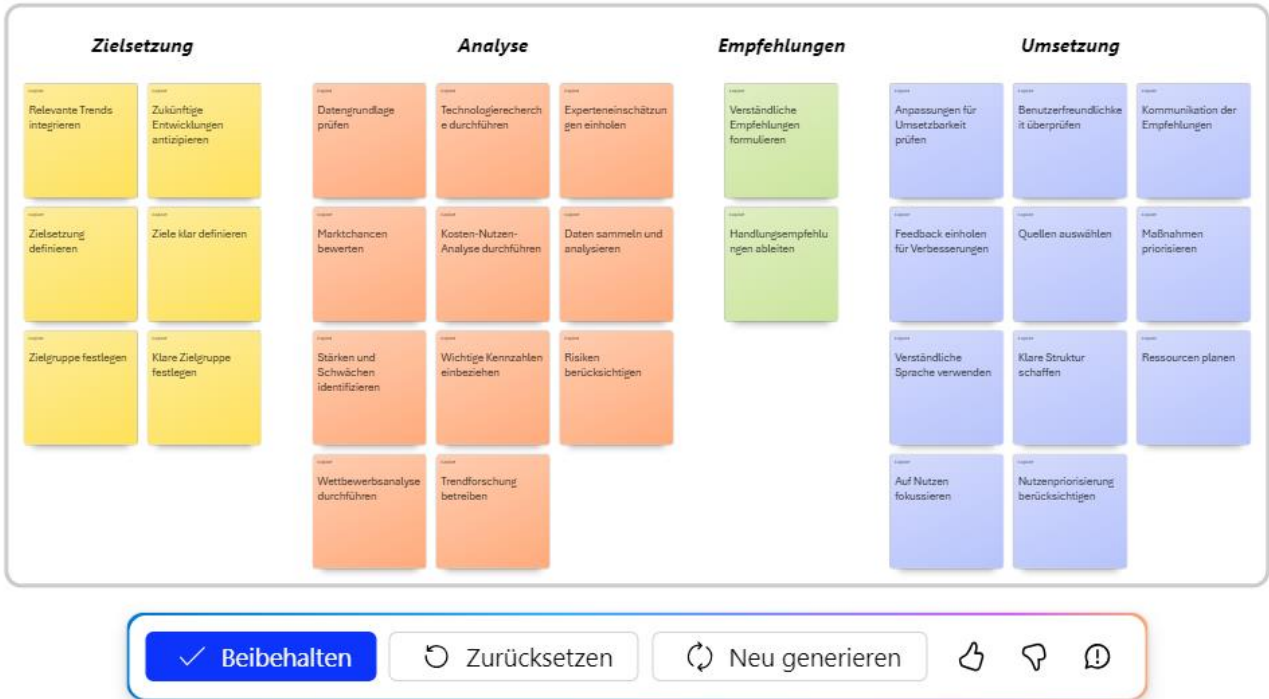 Zielsetzung
Relevante Trends
integrieren
Zukünftige
Entwicklungen
antizipieren
Zielsetzung
definieren
Ziele klar definieren
Zielgruppe festlegen
Klare Zielgruppe
festlegen
Analyse
Datengrundlage
prüfen
Technologierecherch
e durchführen
Experteneinschätzun
gen einholen
Marktchancen
bewerten
Kosten-Nutzen-
Analyse durchführen
Daten sammeln und
analysieren
Stärken und
Schwächen
identifizieren
Wichtige Kennzahlen
einbeziehen
Risiken
berücksichtigen
Wettbewerbsanalyse
durchführen
Trendforschung
betreiben
Empfehlungen
Verständliche
Empfehlungen
formulieren
Handlungsempfehlu
ngen ableiten
Umsetzung
Anpassungen für
Umsetzbarkeit
prüfen
Benutzerfreundlichke
it überprüfen
Kommunikation der
Empfehlungen
Feedback einholen
für Verbesserungen
Quellen auswählen
Maßnahmen
priorisieren
Verständliche
Sprache verwenden
Klare Struktur
schaffen
Ressourcen planen
Auf Nutzen
fokussieren
Nutzenpriorisierung
berücksichtigen
Beibehalten
Zurücksetzen
Neu generieren